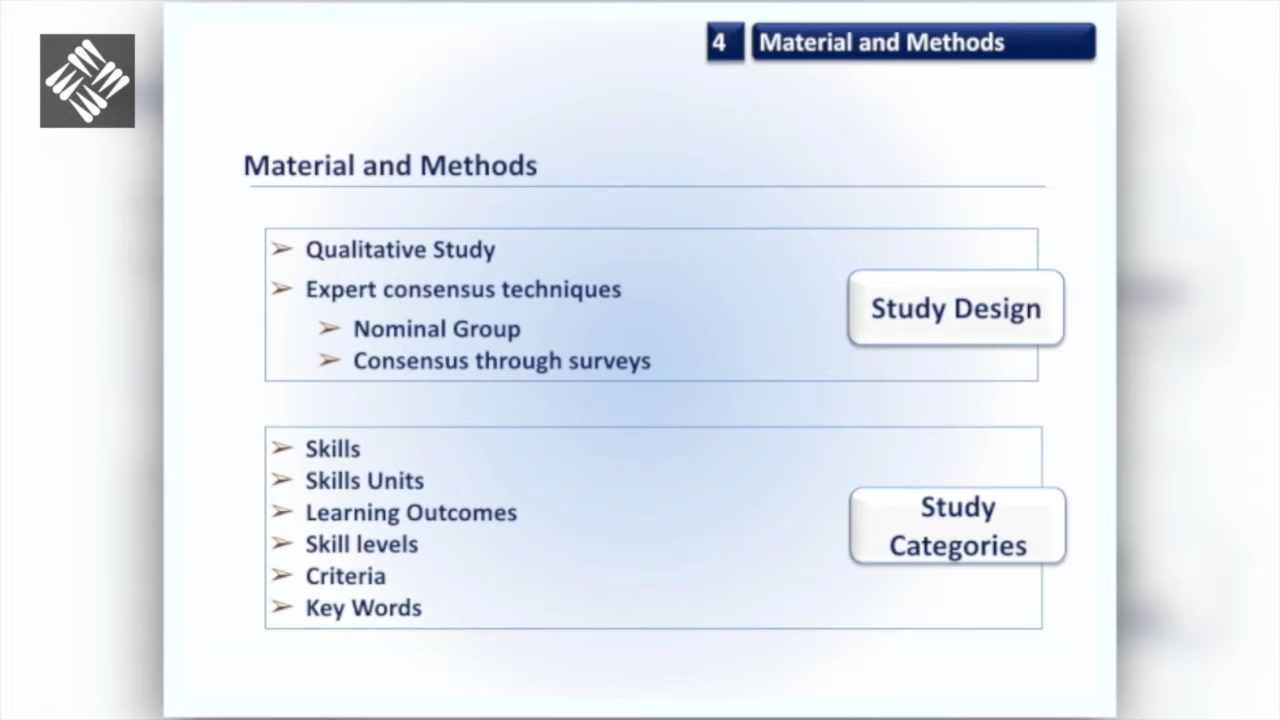 4 Material and Methods
Material and Methods
Qualitative Study
Expert consensus techniques
Nominal Group
Consensus through surveys
Study Design
Skills
Skills Units
Learning Outcomes
Skill levels
Criteria
Key Words
Study
Categories